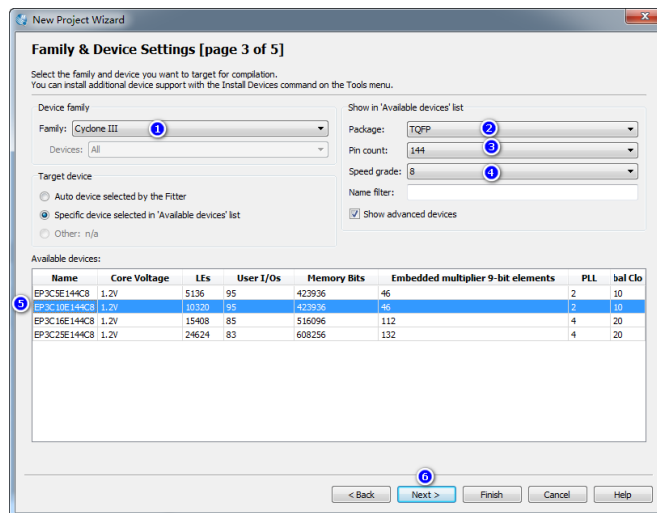 New Project Wizard
Family & Device Settings [page 3 of 5]
Select the family and device you want to target for compilation.
You can install additional device support with the Install Devices command on the Tools menu.
Device family
Family: Cyclone III 1
Devices: All
Target device
Auto device selected by the Fitter
Specific device selected in 'Available devices' list
Other: n/a
Show in 'Available devices' list
Package: TQFP 2
Pin count: 144 3
Speed grade: 8 4
Name filter:
Show advanced devices
Available devices:
Name Core Voltage LEs User I/Os Memory Bits Embedded multiplier 9-bit elements PLL bal Clo
EP3C5E144C8 1.2V 5136 95 423936 46 2 10
5 EP3C10E144C8 1.2V 10320 95 423936 46 2 10
EP3C16E144C8 1.2V 15408 85 516096 112 4 20
EP3C25E144C8 1.2V 24624 83 608256 132 4 20
6
< Back Next > Finish Cancel Help